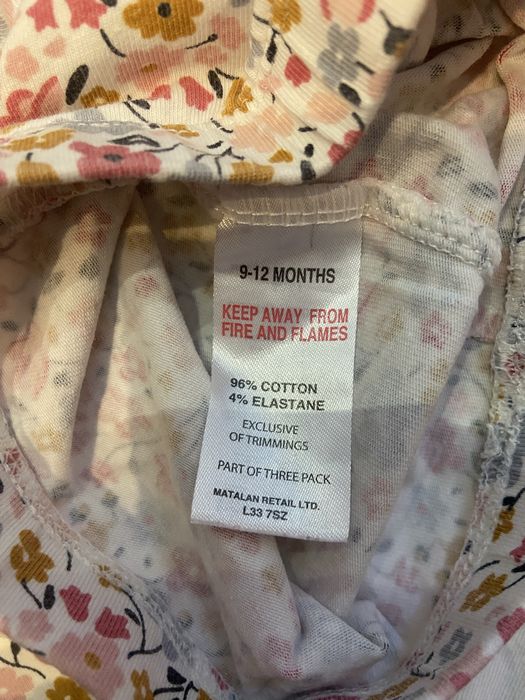 9-12 MONTHS
KEEP AWAY FROM
FIRE AND FLAMES
96% COTTON
4% ELASTANE
EXCLUSIVE
OF TRIMMINGS
PART OF THREE PACK
MATALAN RETAIL LTD.
L33 7SZ